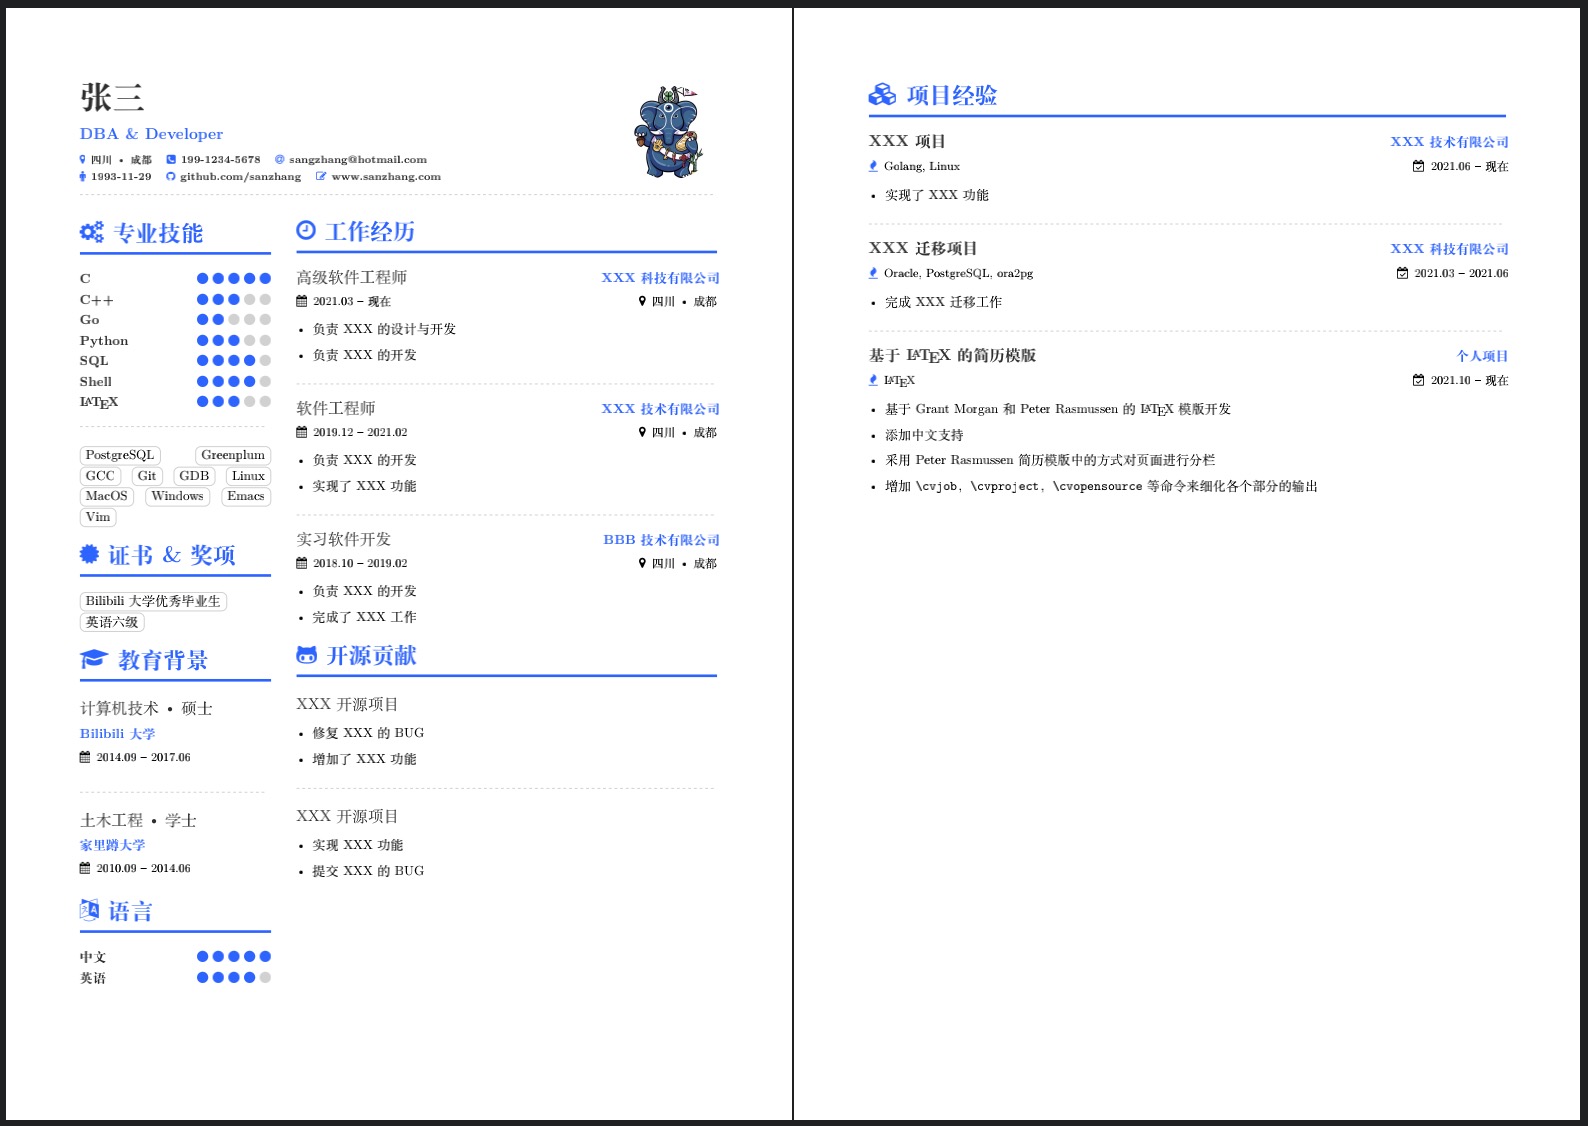 张三
DBA & Developer
四川 • 成都 199-1234-5678 sangzhang@hotmail.com
1993-11-29 github.com/sanzhang www.sanzhang.com
专业技能
C
C++
Go
Python
SQL
Shell
LATEX
PostgreSQL Greenplum
GCC Git GDB Linux
MacOS Windows Emacs
Vim
证书 & 奖项
Bilibili 大学优秀毕业生
英语六级
教育背景
计算机技术 • 硕士
Bilibili 大学
2014.09 – 2017.06
土木工程 • 学士
家里蹲大学
2010.09 – 2014.06
语言
中文
英语
工作经历
高级软件工程师 XXX 科技有限公司
2021.03 – 现在 四川 • 成都
• 负责 XXX 的设计与开发
• 负责 XXX 的开发
软件工程师 XXX 技术有限公司
2019.12 – 2021.02 四川 • 成都
• 负责 XXX 的开发
• 实现了 XXX 功能
实习软件开发 BBB 技术有限公司
2018.10 – 2019.02 四川 • 成都
• 负责 XXX 的开发
• 完成了 XXX 工作
开源贡献
XXX 开源项目
• 修复 XXX 的 BUG
• 增加了 XXX 功能
XXX 开源项目
• 实现 XXX 功能
• 提交 XXX 的 BUG
项目经验
XXX 项目 XXX 技术有限公司
Golang, Linux 2021.06 – 现在
• 实现了 XXX 功能
XXX 迁移项目 XXX 科技有限公司
Oracle, PostgreSQL, ora2pg 2021.03 – 2021.06
• 完成 XXX 迁移工作
基于 LATEX 的简历模版 个人项目
LATEX 2021.10 – 现在
• 基于 Grant Morgan 和 Peter Rasmussen 的 LATEX 模版开发
• 添加中文支持
• 采用 Peter Rasmussen 简历模版中的方式对页面进行分栏
• 增加 \cvjob, \cvproject, \cvopensource 等命令来细化各个部分的输出